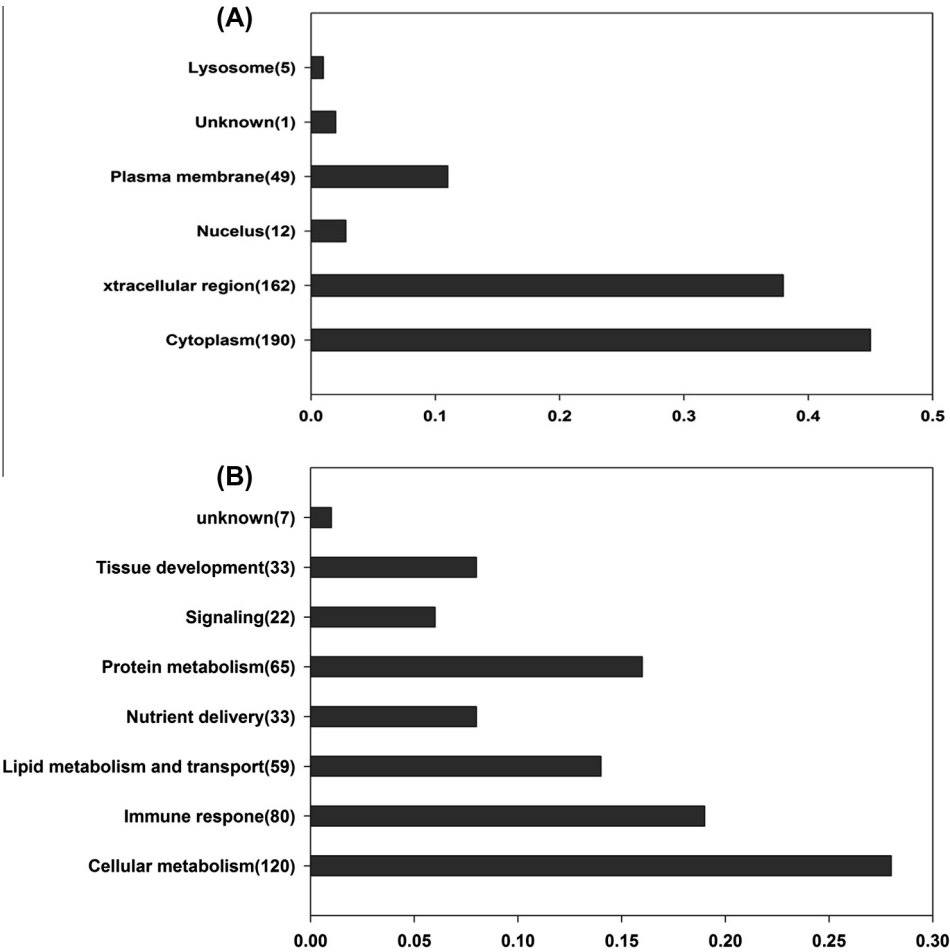 (A)
Lysosome(5)
Unknown(1)
Plasma membrane(49)
Nucelus(12)
xtracellular region(162)
Cytoplasm(190)
0.0 0.1 0.2 0.3 0.4 0.5
(B)
unknown(7)
Tissue development(33)
Signaling(22)
Protein metabolism(65)
Nutrient delivery(33)
Lipid metabolism and transport(59)
Immune respone(80)
Cellular metabolism(120)
0.00 0.05 0.10 0.15 0.20 0.25 0.30